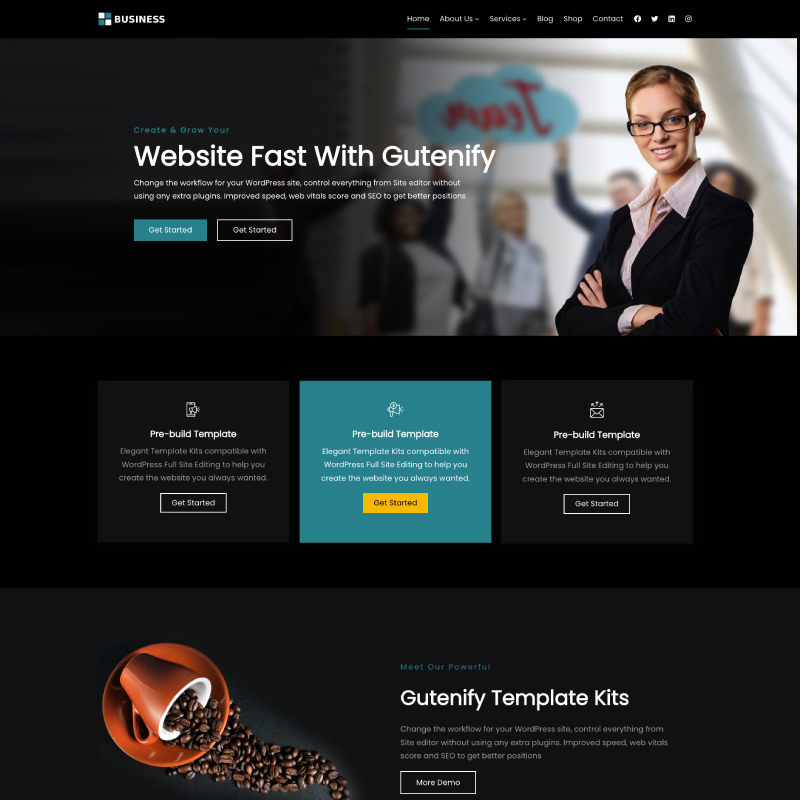 BUSINESS
Home About Us Services Blog Shop Contact
Team
Create & Grow Your
Website Fast With Gutenify
Change the workflow for your WordPress site, control everything from Site editor without
using any extra plugins. Improved speed, web vitals score and SEO to get better positions
Get Started Get Started
Pre-build Template
Elegant Template Kits compatible with
WordPress Full Site Editing to help you
create the website you always wanted.
Get Started
Pre-build Template
Elegant Template Kits compatible with
WordPress Full Site Editing to help you
create the website you always wanted.
Get Started
Pre-build Template
Elegant Template Kits compatible with
WordPress Full Site Editing to help you
create the website you always wanted.
Get Started
Meet Our Powerful
Gutenify Template Kits
Change the workflow for your WordPress site, control everything from
Site editor without using any extra plugins. Improved speed, web vitals
score and SEO to get better positions
More Demo